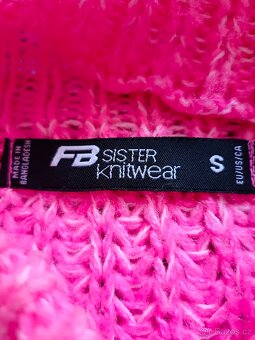 MADE IN
BANGLADESH
FB SISTER
knitwear
S
EU/US/CA